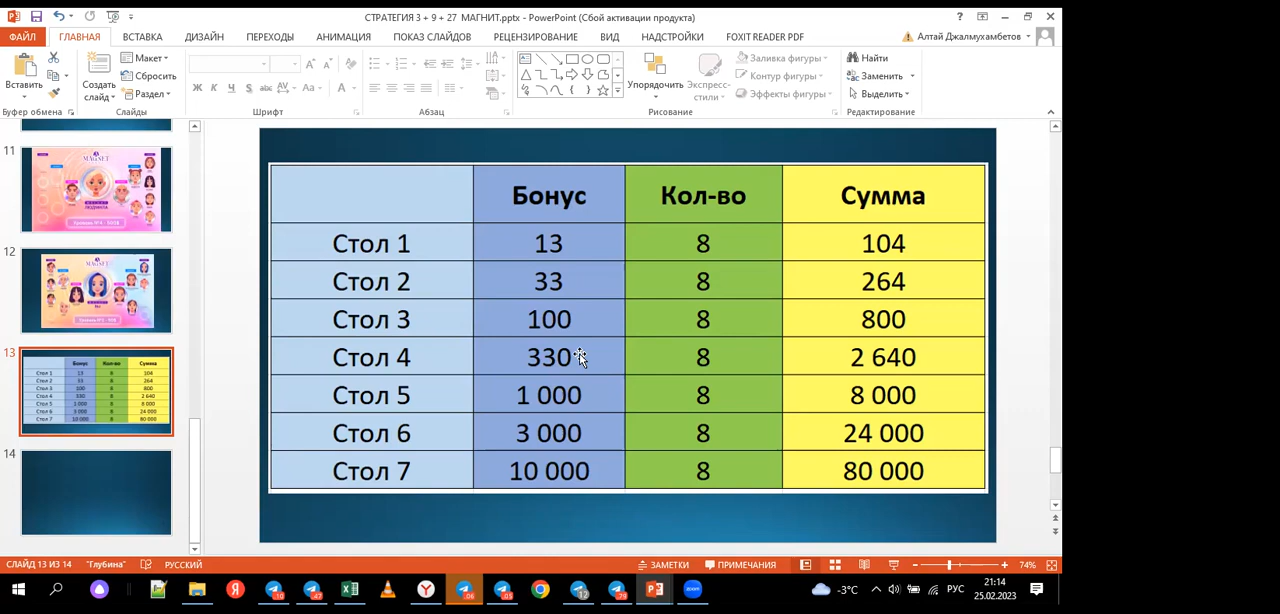 СТРАТЕГИЯ 3 + 9 + 27 МАГНИТ.pptx - PowerPoint (Сбой активации продукта)
ФАЙЛ ГЛАВНАЯ ВСТАВКА ДИЗАЙН ПЕРЕХОДЫ АНИМАЦИЯ ПОКАЗ СЛАЙДОВ РЕЦЕНЗИРОВАНИЕ ВИД НАДСТРОЙКИ FOXIT READER PDF Алтай Джалмухамбетов
Макет Заливка фигуры Найти
Вставить Создать слайд Сбросить Упорядочить Экспресс-стили Контур фигуры Заменить
Раздел Эффекты фигуры Выделить
Буфер обмена Слайды Шрифт Абзац Рисование Редактирование
11
12
13
14
Бонус Кол-во Сумма
Стол 1 13 8 104
Стол 2 33 8 264
Стол 3 100 8 800
Стол 4 330 8 2 640
Стол 5 1 000 8 8 000
Стол 6 3 000 8 24 000
Стол 7 10 000 8 80 000
СЛАЙД 13 ИЗ 14 "Глубина" РУССКИЙ ЗАМЕТКИ ПРИМЕЧАНИЯ 74%
-3°C РУС 21:14
25.02.2023